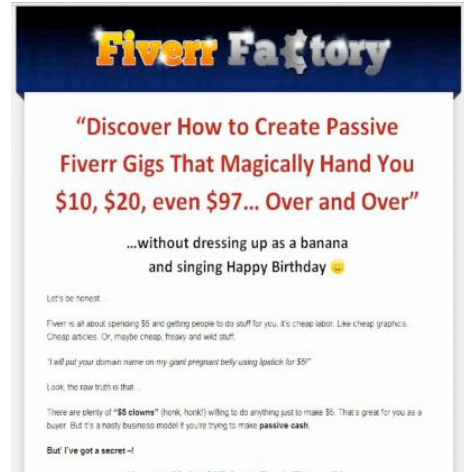 Fiverr Factory
“Discover How to Create Passive
Fiverr Gigs That Magically Hand You
$10, $20, even $97... Over and Over”
...without dressing up as a banana
and singing Happy Birthday
Let's be honest...
Fiverr is all about spending $5 and getting people to do stuff for you. It's cheap labor. Like cheap graphics.
Cheap articles. Or, maybe cheap, freaky and wild stuff.
"I will put your domain name on my giant pregnant belly using lipstick for $5!"
Look, the raw truth is that ...
There are plenty of "$5 clowns" (honk, honk!) willing to do anything just to make $5. That's great for you as a
buyer. But it's a nasty business model if you're trying to make passive cash.
But' I've got a secret –!